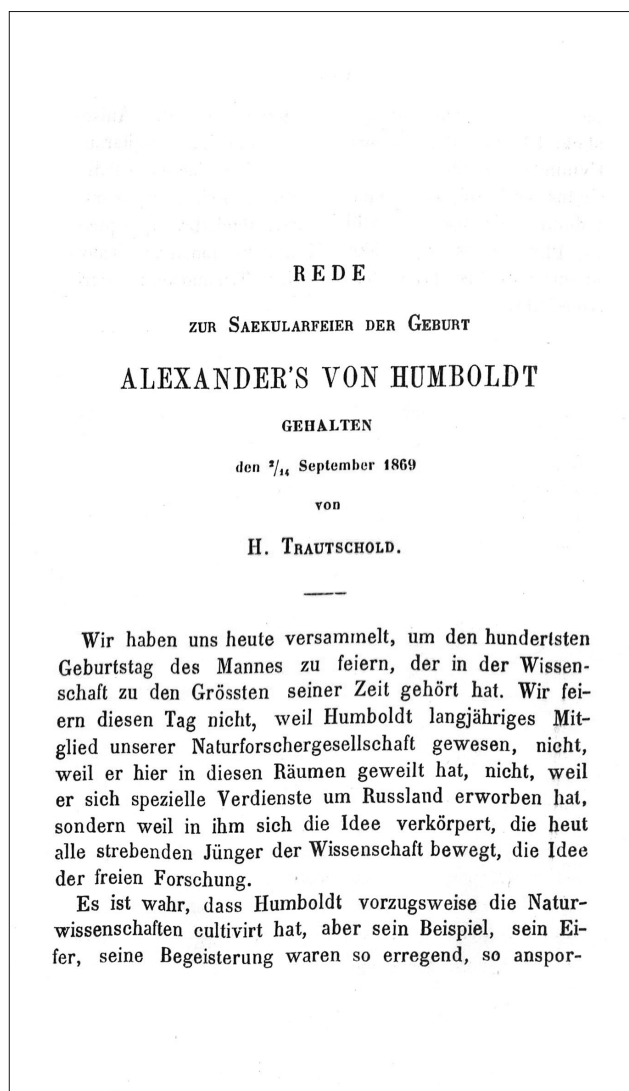 REDE
ZUR SAEKULARFEIER DER GEBURT
ALEXANDER'S VON HUMBOLDT
GEHALTEN
den ²/₁₄ September 1869
von
H. TRAUTSCHOLD.
Wir haben uns heute versammelt, um den hundertsten
Geburtstag des Mannes zu feiern, der in der Wissen-
schaft zu den Grössten seiner Zeit gehört hat. Wir fei-
ern diesen Tag nicht, weil Humboldt langjähriges Mit-
glied unserer Naturforschergesellschaft gewesen, nicht,
weil er hier in diesen Räumen geweilt hat, nicht, weil
er sich spezielle Verdienste um Russland erworben hat,
sondern weil in ihm sich die Idee verkörpert, die heut
alle strebenden Jünger der Wissenschaft bewegt, die Idee
der freien Forschung.
Es ist wahr, dass Humboldt vorzugsweise die Natur-
wissenschaften cultivirt hat, aber sein Beispiel, sein Ei-
fer, seine Begeisterung waren so erregend, so anspor-